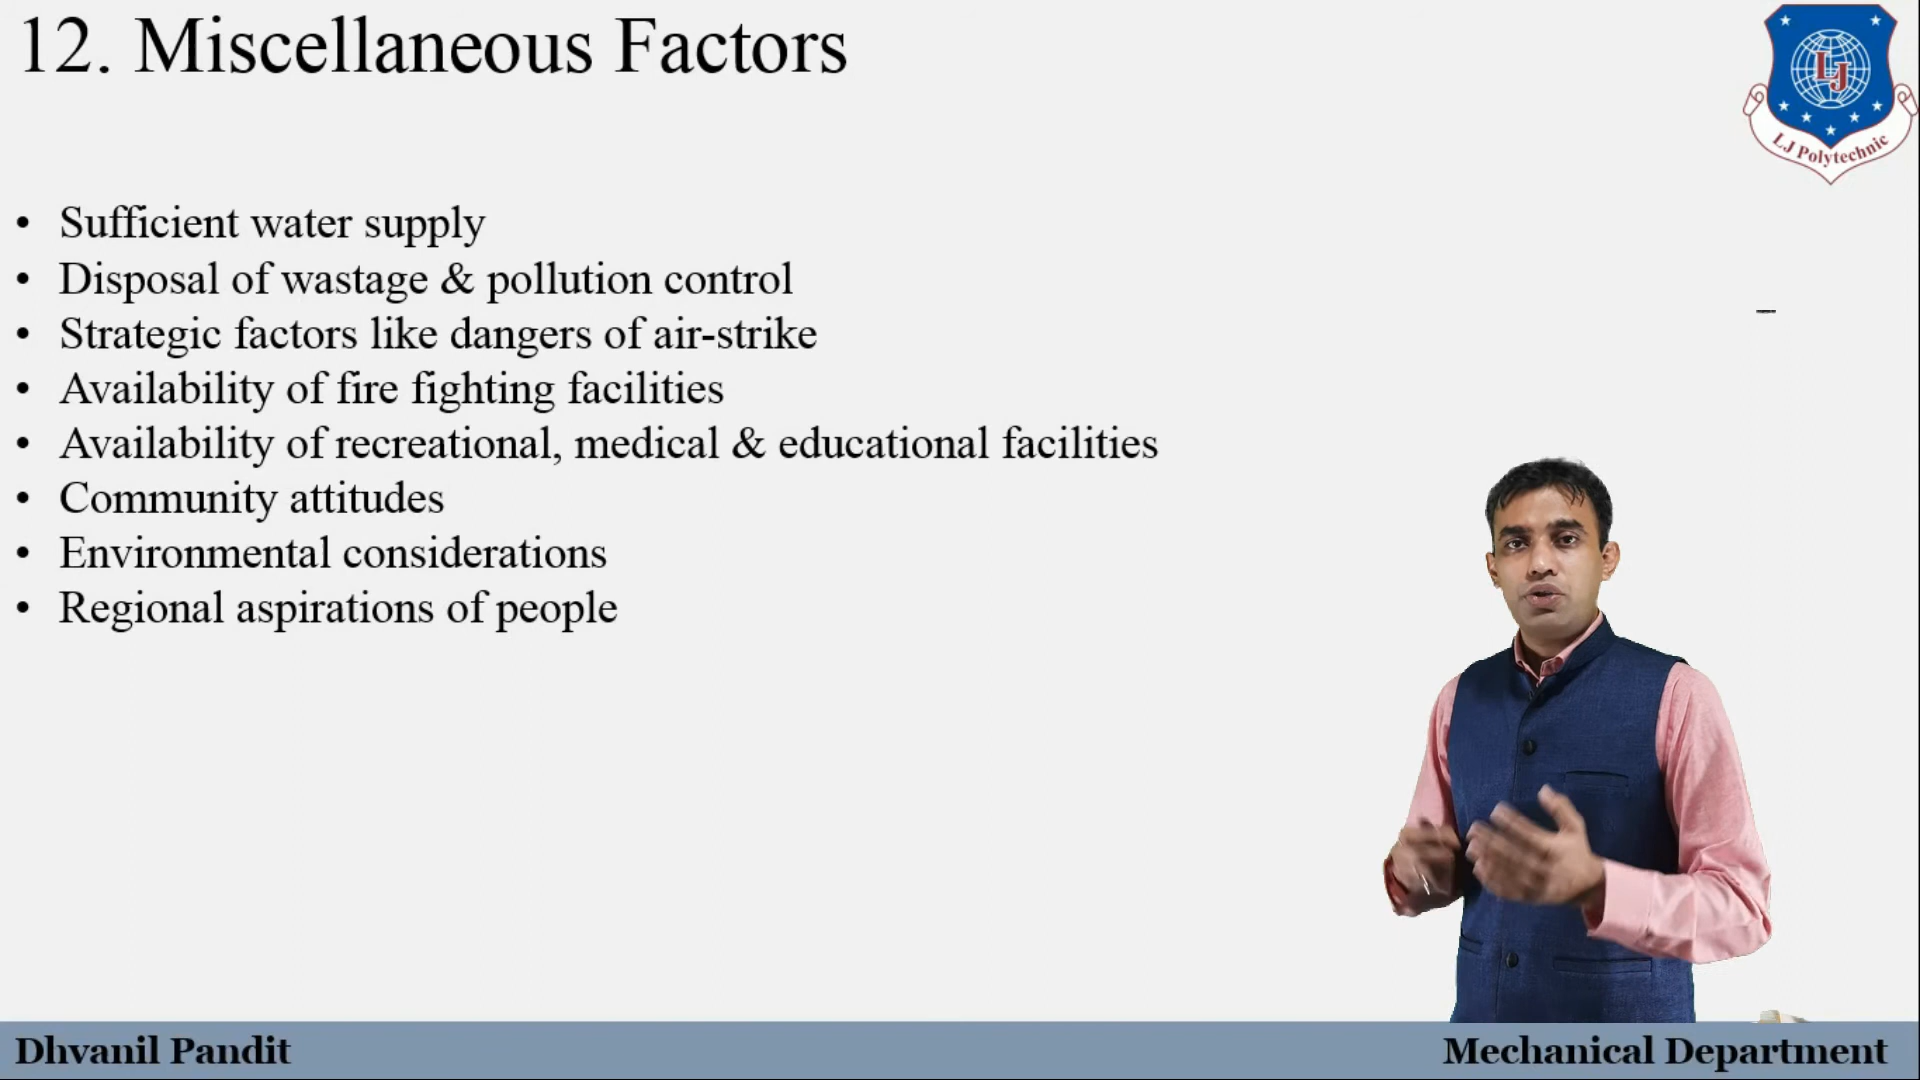 12. Miscellaneous Factors
LJ
LJ Polytechnic
• Sufficient water supply
• Disposal of wastage & pollution control
• Strategic factors like dangers of air-strike
• Availability of fire fighting facilities
• Availability of recreational, medical & educational facilities
• Community attitudes
• Environmental considerations
• Regional aspirations of people
Dhvanil Pandit
Mechanical Department